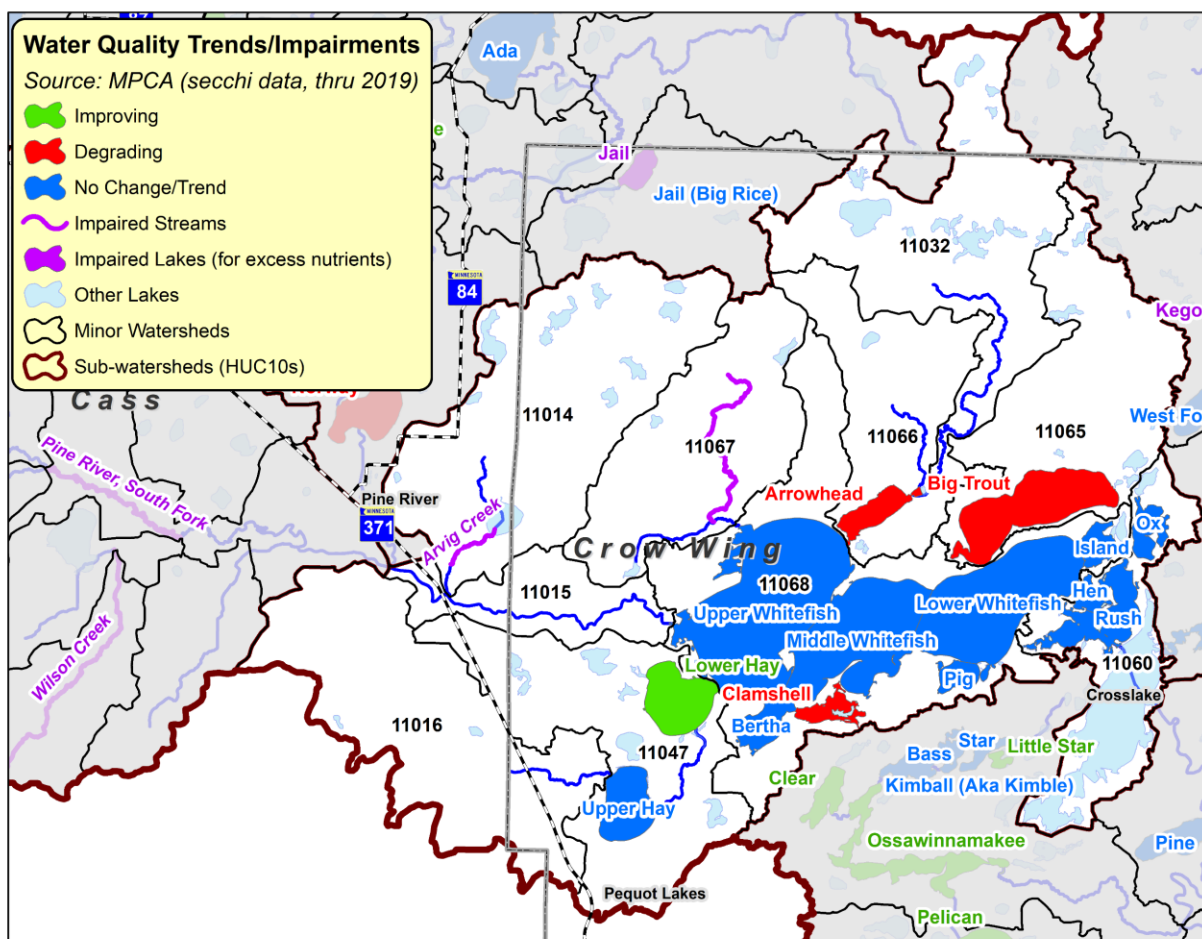 Water Quality Trends/Impairments
Source: MPCA (secchi data, thru 2019)
Improving
Degrading
No Change/Trend
Impaired Streams
Impaired Lakes (for excess nutrients)
Other Lakes
Minor Watersheds
Sub-watersheds (HUC10s)
Ada
Jail
Jail (Big Rice)
11032
MINNESOTA
84
Kego
Cass
West Fo
11014
11067
11066
11065
Pine River, South Fork
Pine River
MINNESOTA
371
Arvig Creek
Arrowhead
Big Trout
Ox
Island
Crow Wing
11068
11015
Upper Whitefish
Lower Whitefish
Hen
Rush
Middle Whitefish
Wilson Creek
Lower Hay
Pig
11060
Clamshell
Crosslake
11016
Bertha
11047
Star
Little Star
Bass
Clear
Kimball (Aka Kimble)
Upper Hay
Ossawinnamakee
Pine
Pequot Lakes
Pelican